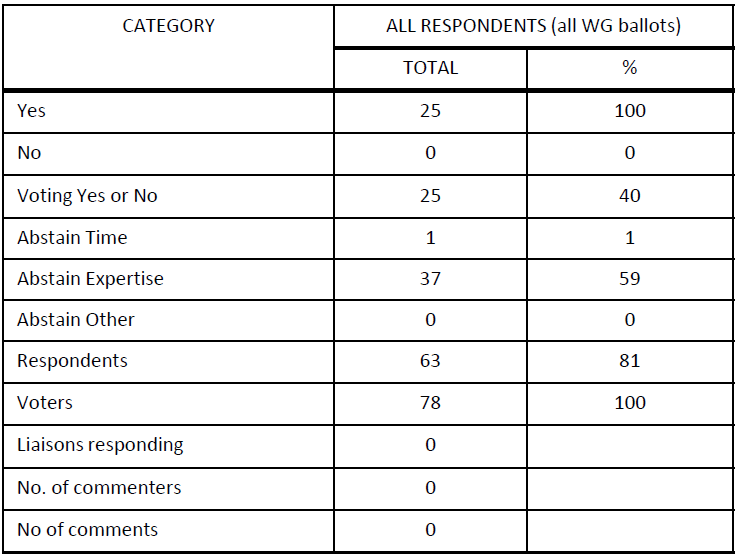 CATEGORY ALL RESPONDENTS (all WG ballots)
TOTAL %
Yes 25 100
No 0 0
Voting Yes or No 25 40
Abstain Time 1 1
Abstain Expertise 37 59
Abstain Other 0 0
Respondents 63 81
Voters 78 100
Liaisons responding 0
No. of commenters 0
No of comments 0